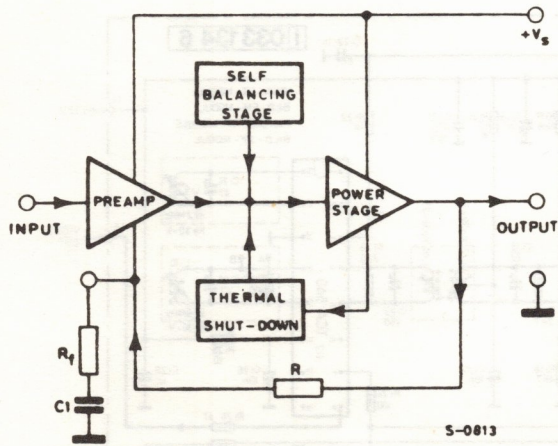 +Vs
SELF
BALANCING
STAGE
PREAMP
POWER
STAGE
INPUT
OUTPUT
THERMAL
SHUT-DOWN
Rf
R
C1
S-0813